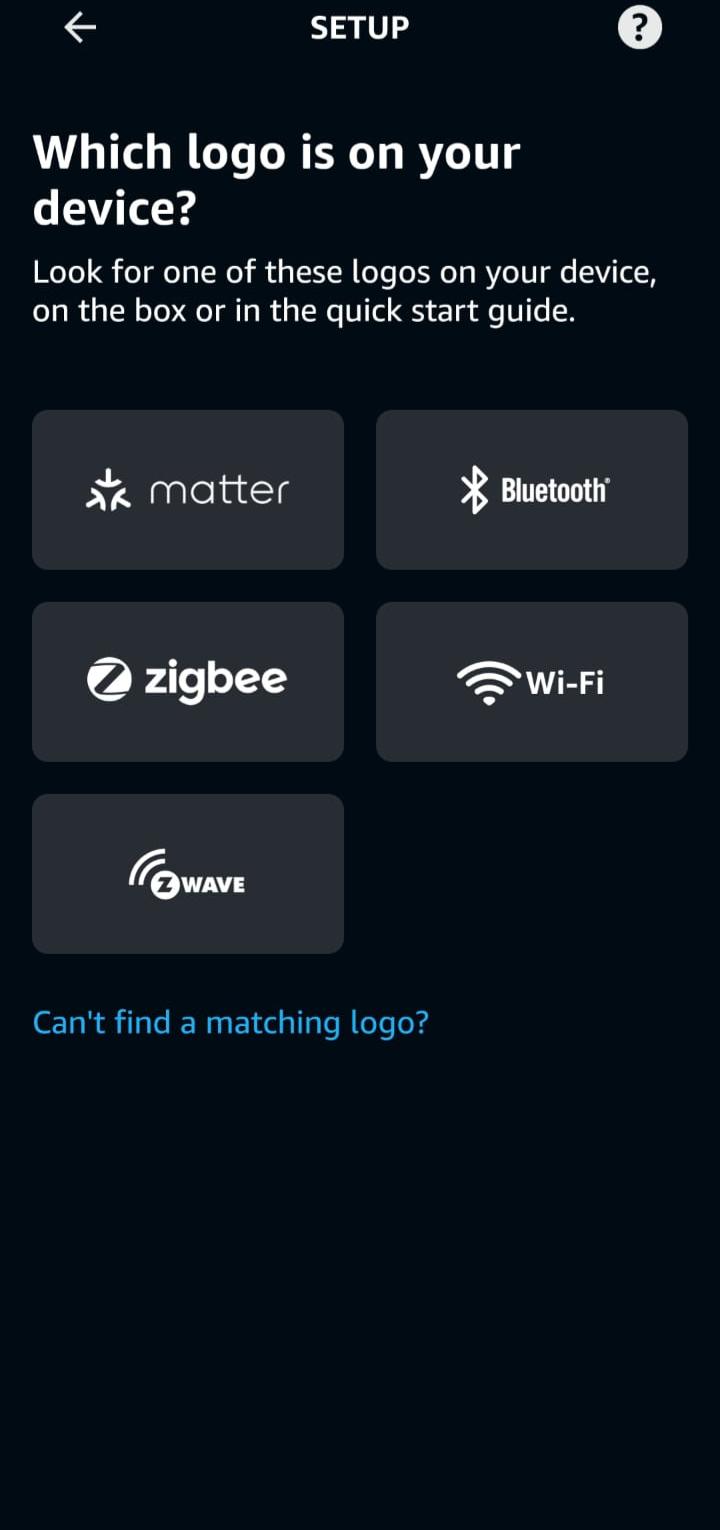 SETUP
?
Which logo is on your
device?
Look for one of these logos on your device,
on the box or in the quick start guide.
matter
Bluetooth®
zigbee
Wi-Fi
Z WAVE
Can't find a matching logo?